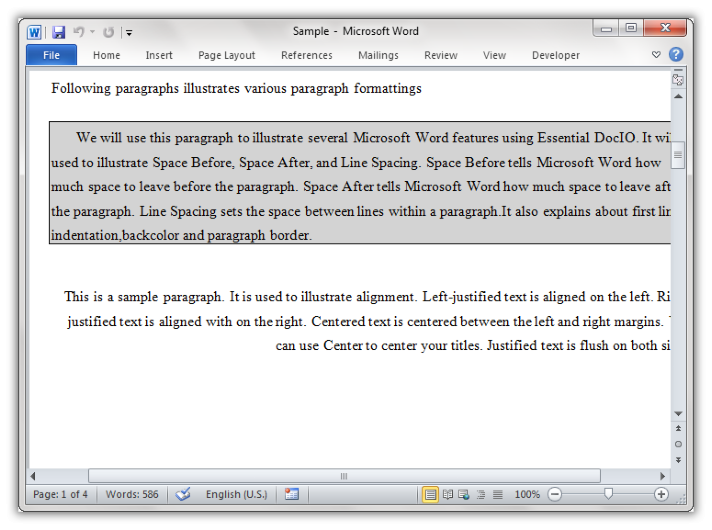 Sample - Microsoft Word
File Home Insert Page Layout References Mailings Review View Developer
Following paragraphs illustrates various paragraph formattings
We will use this paragraph to illustrate several Microsoft Word features using Essential DocIO. It wi
used to illustrate Space Before, Space After, and Line Spacing. Space Before tells Microsoft Word how
much space to leave before the paragraph. Space After tells Microsoft Word how much space to leave aft
the paragraph. Line Spacing sets the space between lines within a paragraph.It also explains about first lin
indentation,backcolor and paragraph border.
This is a sample paragraph. It is used to illustrate alignment. Left-justified text is aligned on the left. Ri
justified text is aligned with on the right. Centered text is centered between the left and right margins.
can use Center to center your titles. Justified text is flush on both si
Page: 1 of 4 Words: 586 English (U.S.) 100%